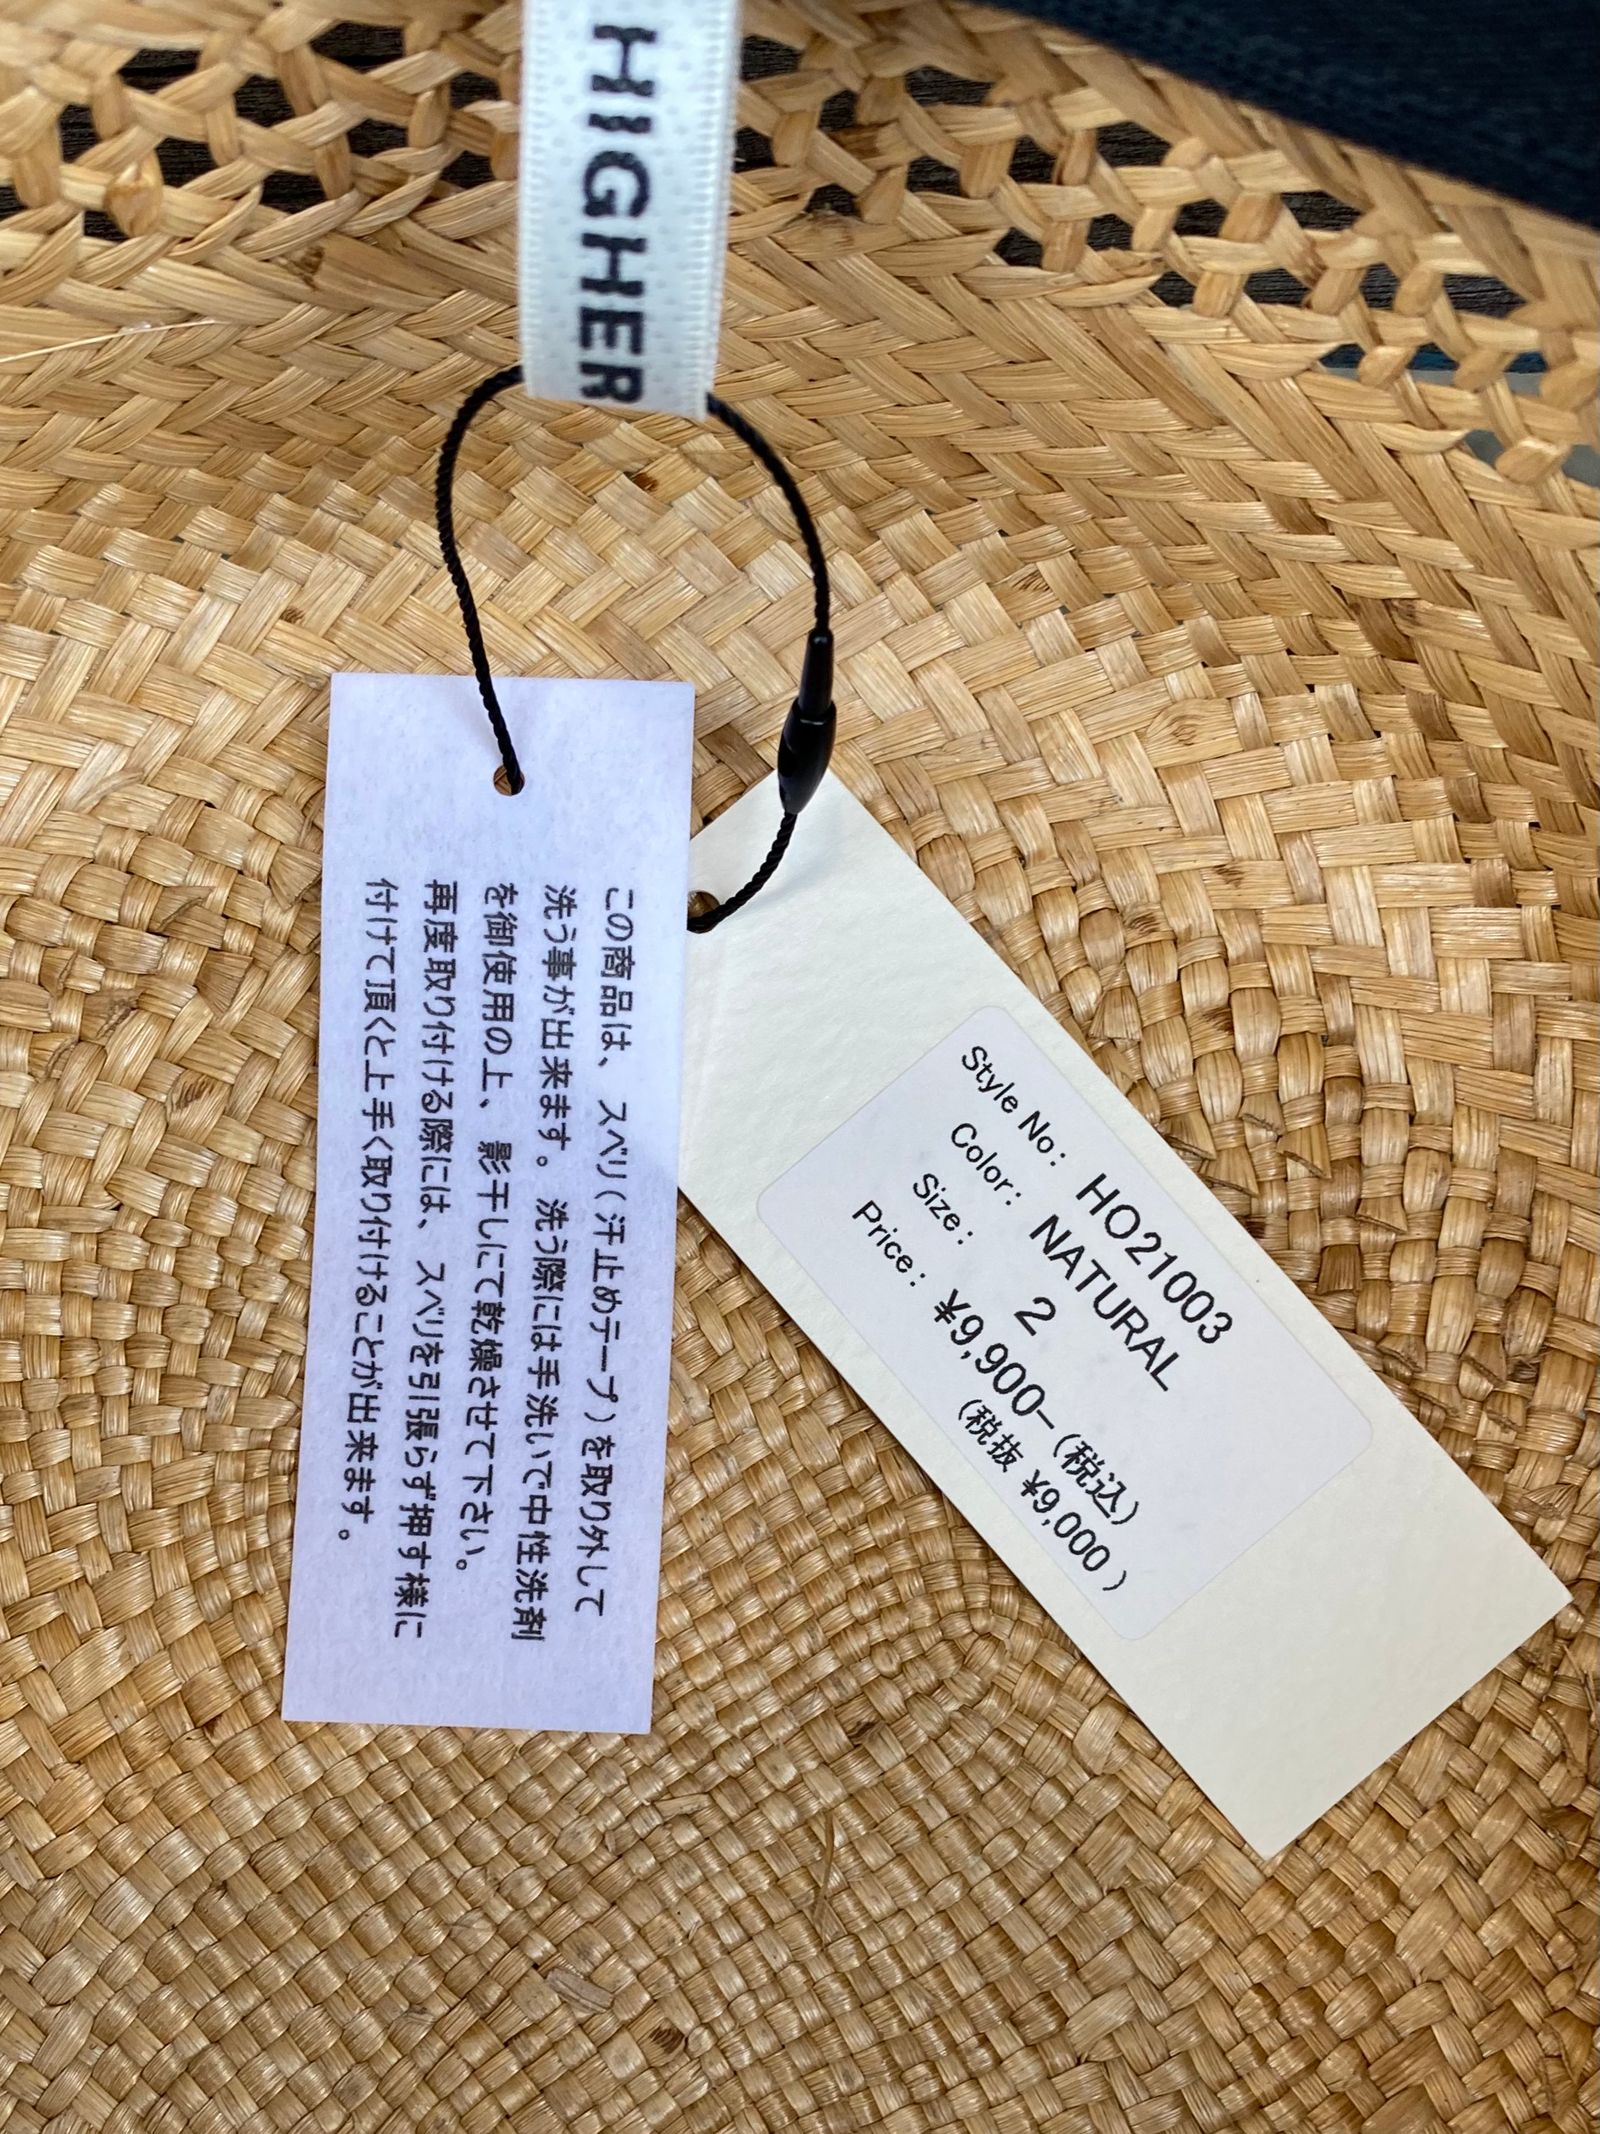 HIGHER
この商品は、スベリ(汗止めテープ)を取り外して
洗う事が出来ます。洗う際には手洗いで中性洗剤
を御使用の上、影干しにて乾燥させて下さい。
再度取り付ける際には、スベリを引張らず押す様に
付けて頂くと上手く取り付けることが出来ます。
Style No: HO21003
Color: NATURAL
Size: 2
Price: ¥9,900-(税込)
(税抜 ¥9,000)